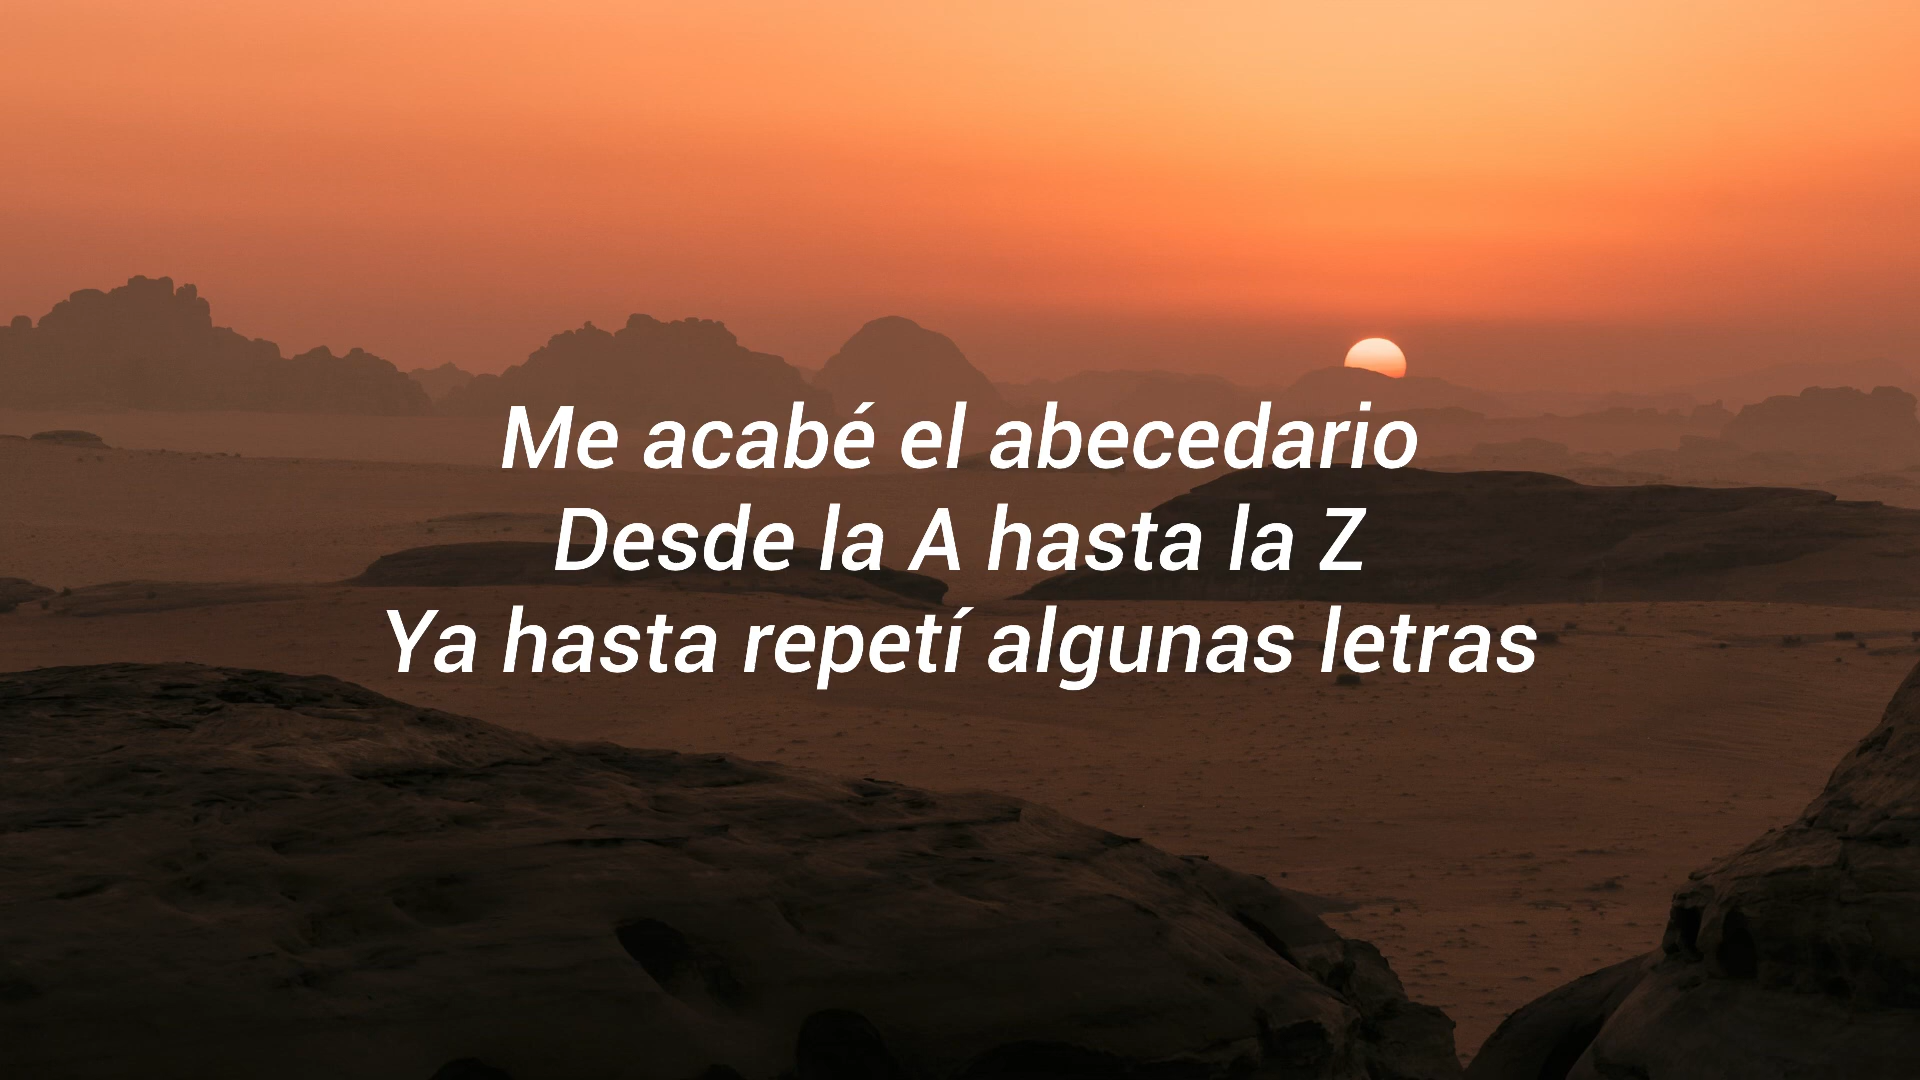 Me acabé el abecedario
Desde la A hasta la Z
Ya hasta repetí algunas letras